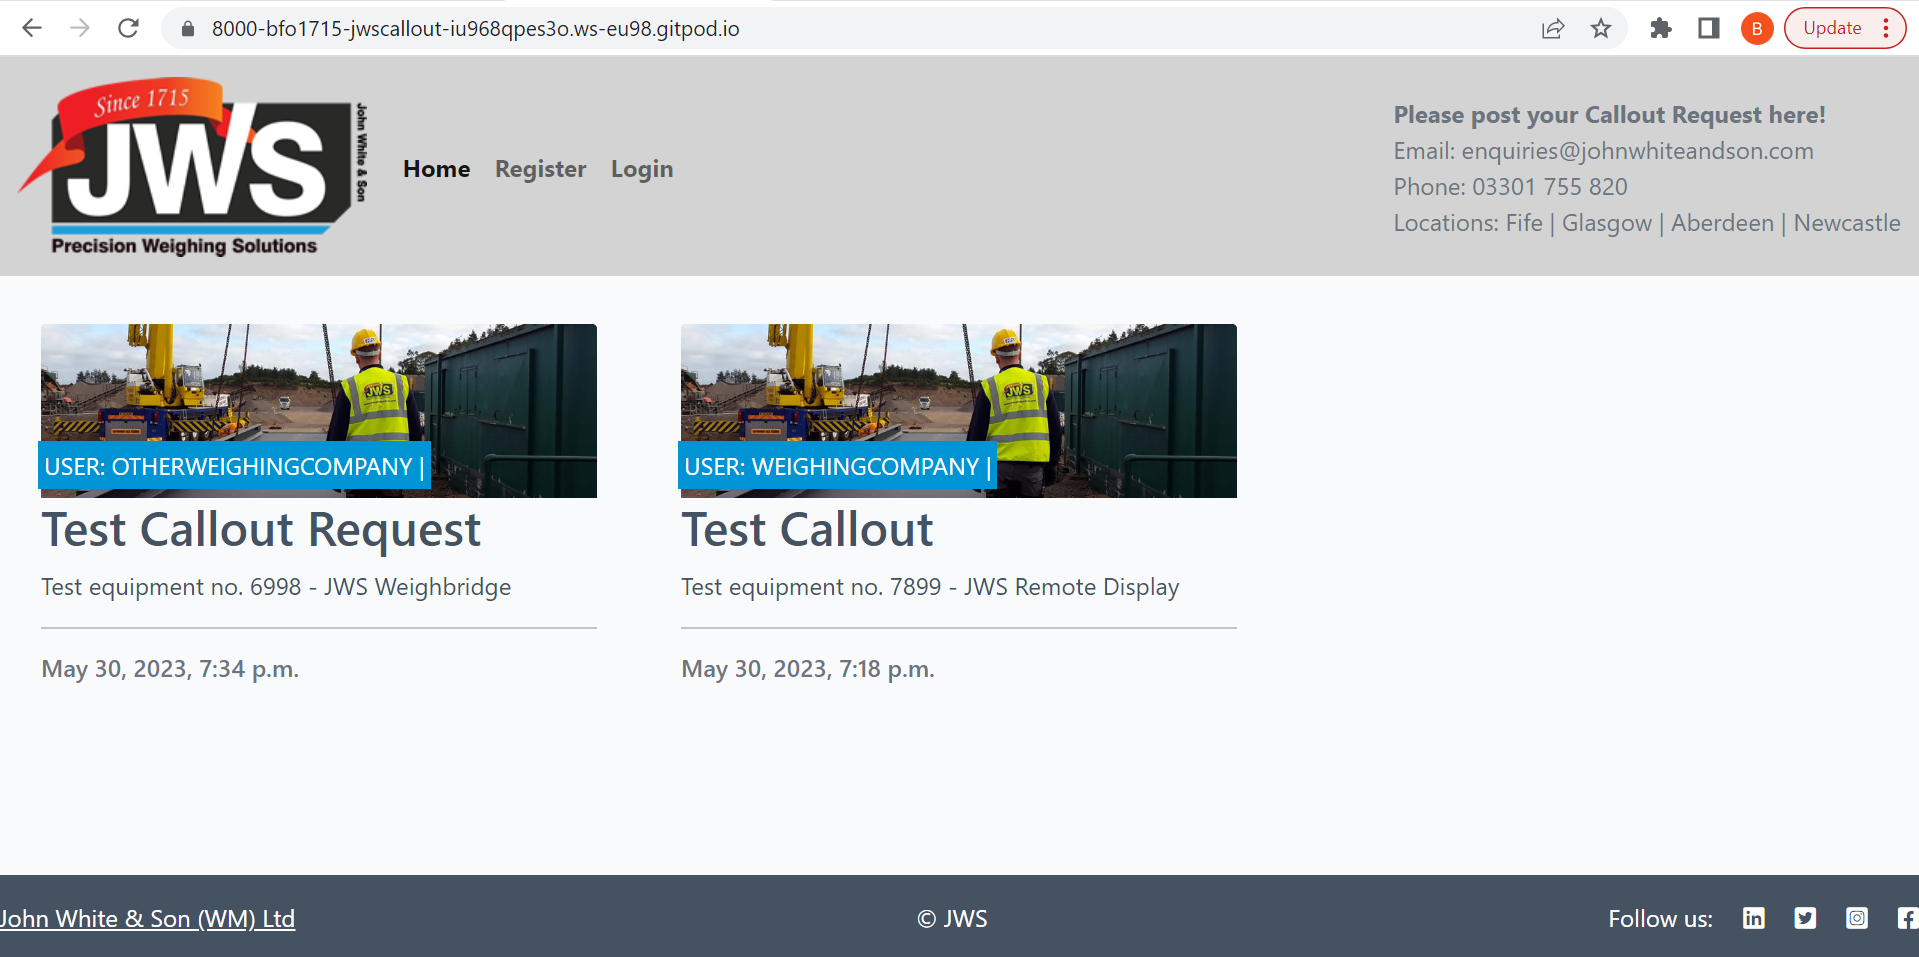 8000-bfo1715-jwscallout-iu968qpes3o.ws-eu98.gitpod.io
B
Update
Since 1715
JWS
John White & Son
Precision Weighing Solutions
Home
Register
Login
Please post your Callout Request here!
Email: enquiries@johnwhiteandson.com
Phone: 03301 755 820
Locations: Fife | Glasgow | Aberdeen | Newcastle
JWS
USER: OTHERWEIGHINGCOMPANY |
Test Callout Request
Test equipment no. 6998 - JWS Weighbridge
May 30, 2023, 7:34 p.m.
JWS
USER: WEIGHINGCOMPANY |
Test Callout
Test equipment no. 7899 - JWS Remote Display
May 30, 2023, 7:18 p.m.
John White & Son (WM) Ltd
© JWS
Follow us: